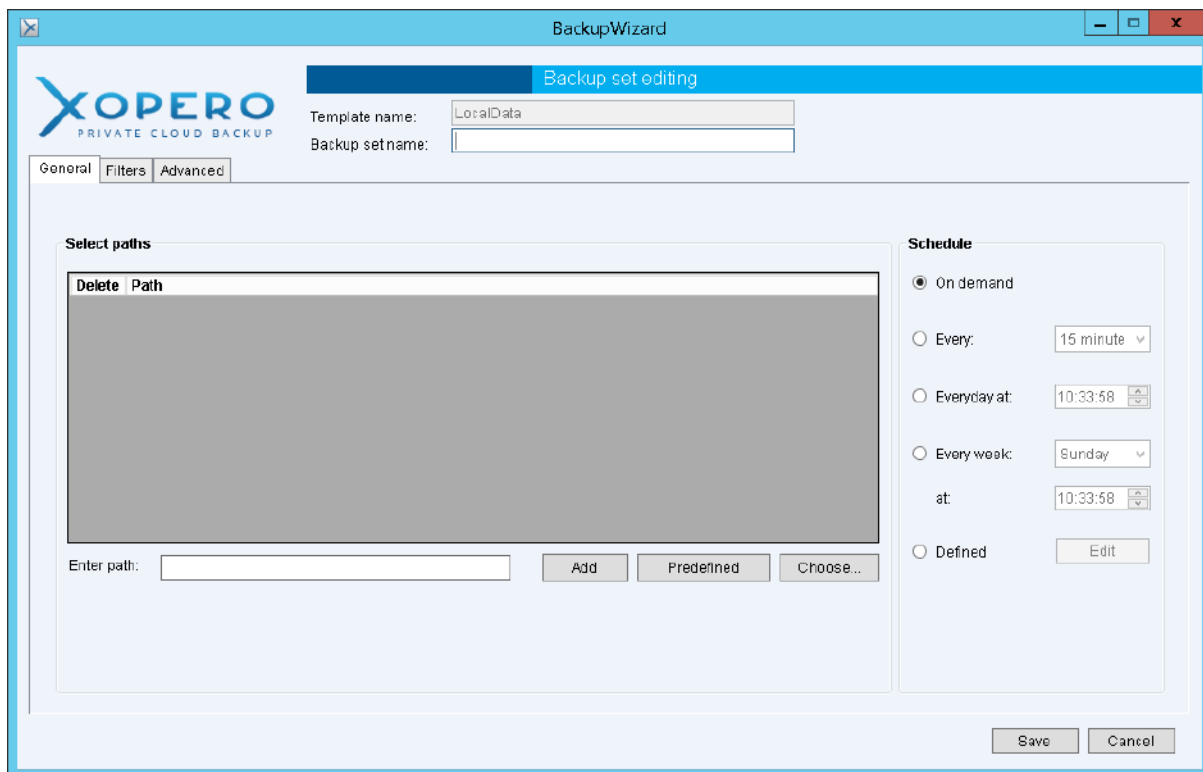 BackupWizard
XOPERO
PRIVATE CLOUD BACKUP
Backup set editing
Template name: LocalData
Backup set name:
General Filters Advanced
Select paths
Delete Path
Enter path: Add Predefined Choose...
Schedule
On demand
Every: 15 minute
Everyday at: 10:33:58
Every week: Sunday
at: 10:33:58
Defined Edit
Save Cancel